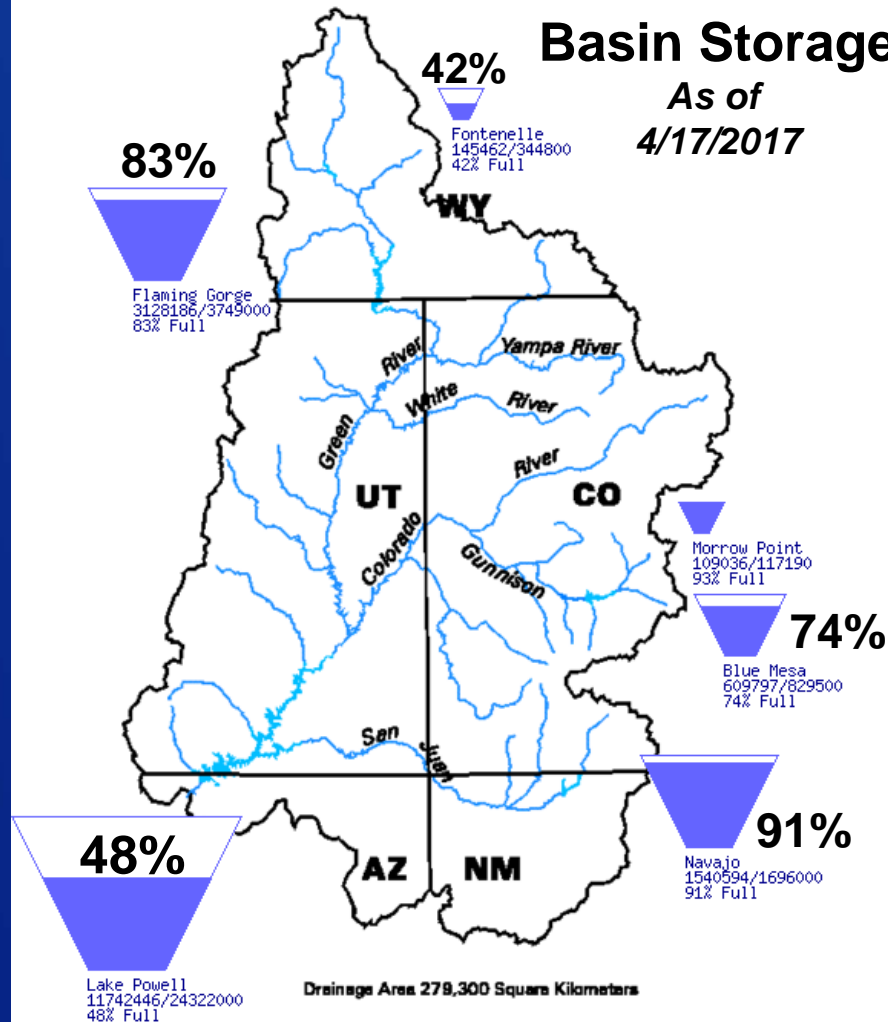 Basin Storage
As of
4/17/2017
42%
Fontenelle
145462/344800
42% Full
83%
Flaming Gorge
3128186/3749000
83% Full
WY
Green River
Yampa River
White River
UT
CO
Colorado River
Gunnison
Morrow Point
109036/117190
93% Full
74%
Blue Mesa
609797/829500
74% Full
San Juan
91%
Navajo
1540594/1696000
91% Full
AZ
NM
48%
Lake Powell
11742446/24322000
48% Full
Drainage Area 279,300 Square Kilometers